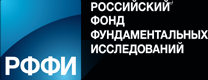 РФФИ
РОССИЙСКИЙ
ФОНД
ФУНДАМЕНТАЛЬНЫХ
ИССЛЕДОВАНИЙ